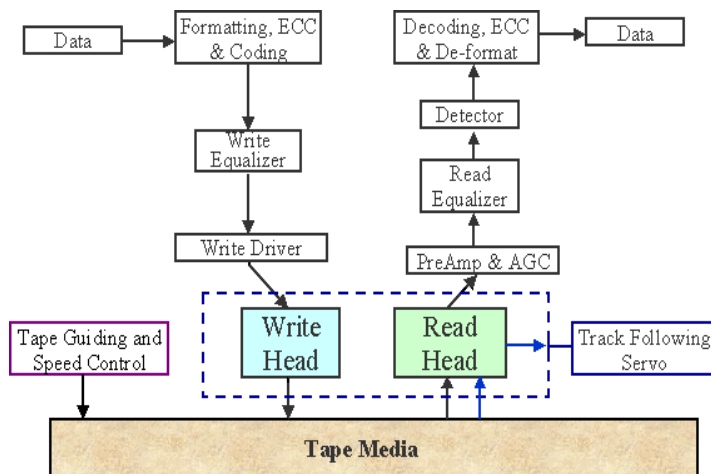 Data
Formatting, ECC
& Coding
Decoding, ECC
& De-format
Data
Detector
Write
Equalizer
Read
Equalizer
Write Driver
PreAmp & AGC
Tape Guiding and
Speed Control
Write
Head
Read
Head
Track Following
Servo
Tape Media